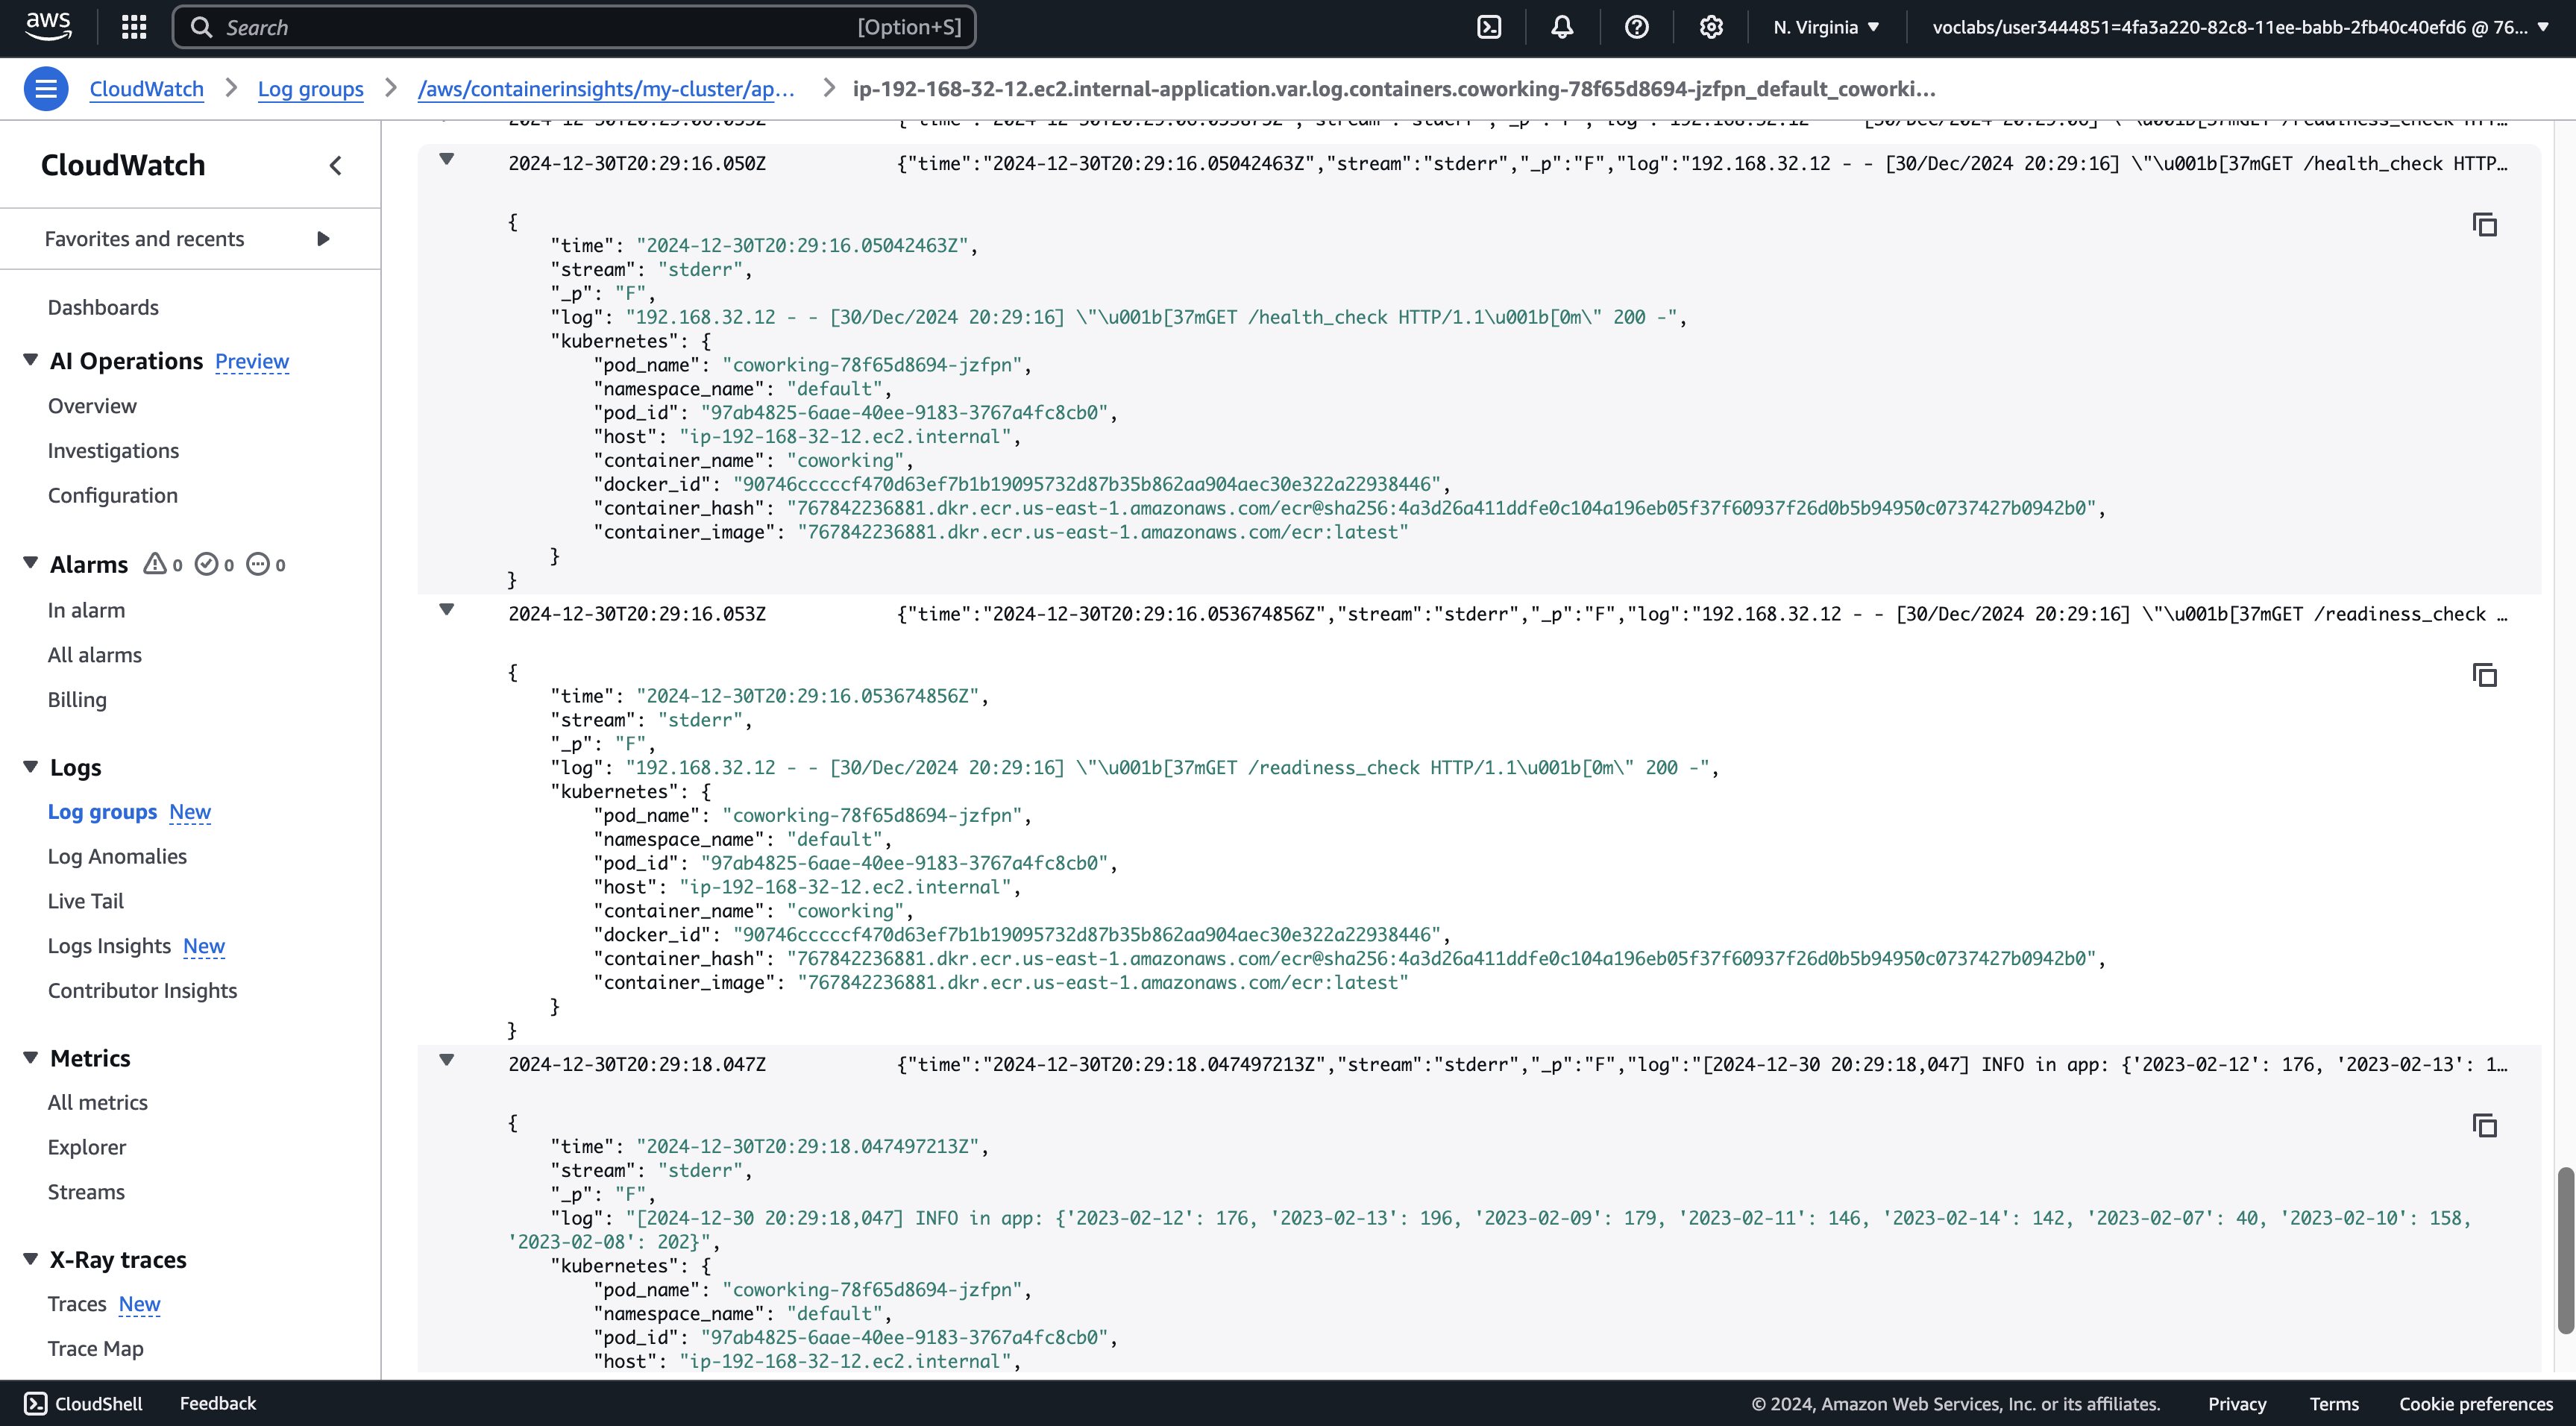 aws
Search [Option+S]
N. Virginia
voclabs/user3444851=4fa3a220-82c8-11ee-babb-2fb40c40efd6 @ 76...
CloudWatch
Log groups
/aws/containerinsights/my-cluster/ap...
ip-192-168-32-12.ec2.internal-application.var.log.containers.coworking-78f65d8694-jzfpn_default_coworki...
CloudWatch
Favorites and recents
Dashboards
AI Operations Preview
Overview
Investigations
Configuration
Alarms 0 0 0
In alarm
All alarms
Billing
Logs
Log groups New
Log Anomalies
Live Tail
Logs Insights New
Contributor Insights
Metrics
All metrics
Explorer
Streams
X-Ray traces
Traces New
Trace Map
2024-12-30T20:29:16.050Z {"time":"2024-12-30T20:29:16.05042463Z","stream":"stderr","_p":"F","log":"192.168.32.12 - - [30/Dec/2024 20:29:16] \"\u001b[37mGET /health_check HTTP...
{
"time": "2024-12-30T20:29:16.05042463Z",
"stream": "stderr",
"_p": "F",
"log": "192.168.32.12 - - [30/Dec/2024 20:29:16] \"\u001b[37mGET /health_check HTTP/1.1\u001b[0m\" 200 -",
"kubernetes": {
"pod_name": "coworking-78f65d8694-jzfpn",
"namespace_name": "default",
"pod_id": "97ab4825-6aae-40ee-9183-3767a4fc8cb0",
"host": "ip-192-168-32-12.ec2.internal",
"container_name": "coworking",
"docker_id": "90746cccccf470d63ef7b1b19095732d87b35b862aa904aec30e322a22938446",
"container_hash": "767842236881.dkr.ecr.us-east-1.amazonaws.com/ecr@sha256:4a3d26a411ddfe0c104a196eb05f37f60937f26d0b5b94950c0737427b0942b0",
"container_image": "767842236881.dkr.ecr.us-east-1.amazonaws.com/ecr:latest"
}
}
2024-12-30T20:29:16.053Z {"time":"2024-12-30T20:29:16.053674856Z","stream":"stderr","_p":"F","log":"192.168.32.12 - - [30/Dec/2024 20:29:16] \"\u001b[37mGET /readiness_check ...
{
"time": "2024-12-30T20:29:16.053674856Z",
"stream": "stderr",
"_p": "F",
"log": "192.168.32.12 - - [30/Dec/2024 20:29:16] \"\u001b[37mGET /readiness_check HTTP/1.1\u001b[0m\" 200 -",
"kubernetes": {
"pod_name": "coworking-78f65d8694-jzfpn",
"namespace_name": "default",
"pod_id": "97ab4825-6aae-40ee-9183-3767a4fc8cb0",
"host": "ip-192-168-32-12.ec2.internal",
"container_name": "coworking",
"docker_id": "90746cccccf470d63ef7b1b19095732d87b35b862aa904aec30e322a22938446",
"container_hash": "767842236881.dkr.ecr.us-east-1.amazonaws.com/ecr@sha256:4a3d26a411ddfe0c104a196eb05f37f60937f26d0b5b94950c0737427b0942b0",
"container_image": "767842236881.dkr.ecr.us-east-1.amazonaws.com/ecr:latest"
}
}
2024-12-30T20:29:18.047Z {"time":"2024-12-30T20:29:18.047497213Z","stream":"stderr","_p":"F","log":"[2024-12-30 20:29:18,047] INFO in app: {'2023-02-12': 176, '2023-02-13': 1...
{
"time": "2024-12-30T20:29:18.047497213Z",
"stream": "stderr",
"_p": "F",
"log": "[2024-12-30 20:29:18,047] INFO in app: {'2023-02-12': 176, '2023-02-13': 196, '2023-02-09': 179, '2023-02-11': 146, '2023-02-14': 142, '2023-02-07': 40, '2023-02-10': 158,
'2023-02-08': 202}",
"kubernetes": {
"pod_name": "coworking-78f65d8694-jzfpn",
"namespace_name": "default",
"pod_id": "97ab4825-6aae-40ee-9183-3767a4fc8cb0",
"host": "ip-192-168-32-12.ec2.internal",
CloudShell Feedback
© 2024, Amazon Web Services, Inc. or its affiliates. Privacy Terms Cookie preferences